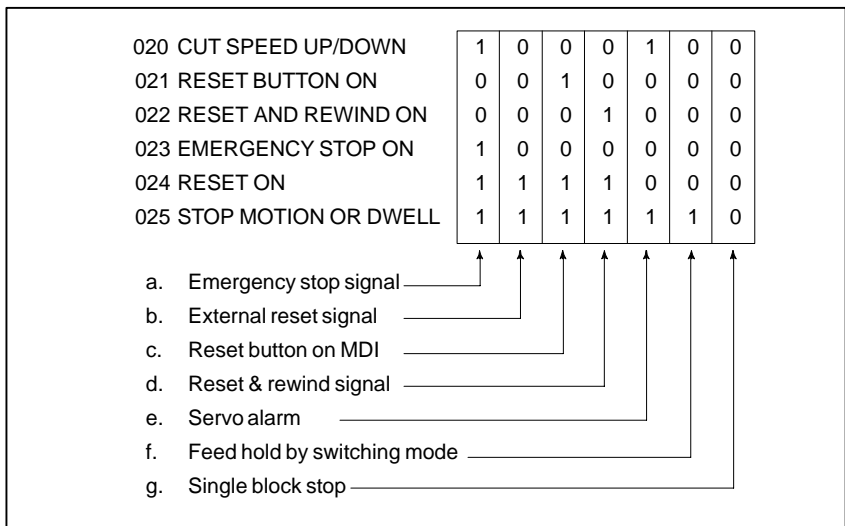 020 CUT SPEED UP/DOWN 1 0 0 0 1 0 0
021 RESET BUTTON ON 0 0 1 0 0 0 0
022 RESET AND REWIND ON 0 0 0 1 0 0 0
023 EMERGENCY STOP ON 1 0 0 0 0 0 0
024 RESET ON 1 1 1 1 0 0 0
025 STOP MOTION OR DWELL 1 1 1 1 1 1 0
a. Emergency stop signal
b. External reset signal
c. Reset button on MDI
d. Reset & rewind signal
e. Servo alarm
f. Feed hold by switching mode
g. Single block stop